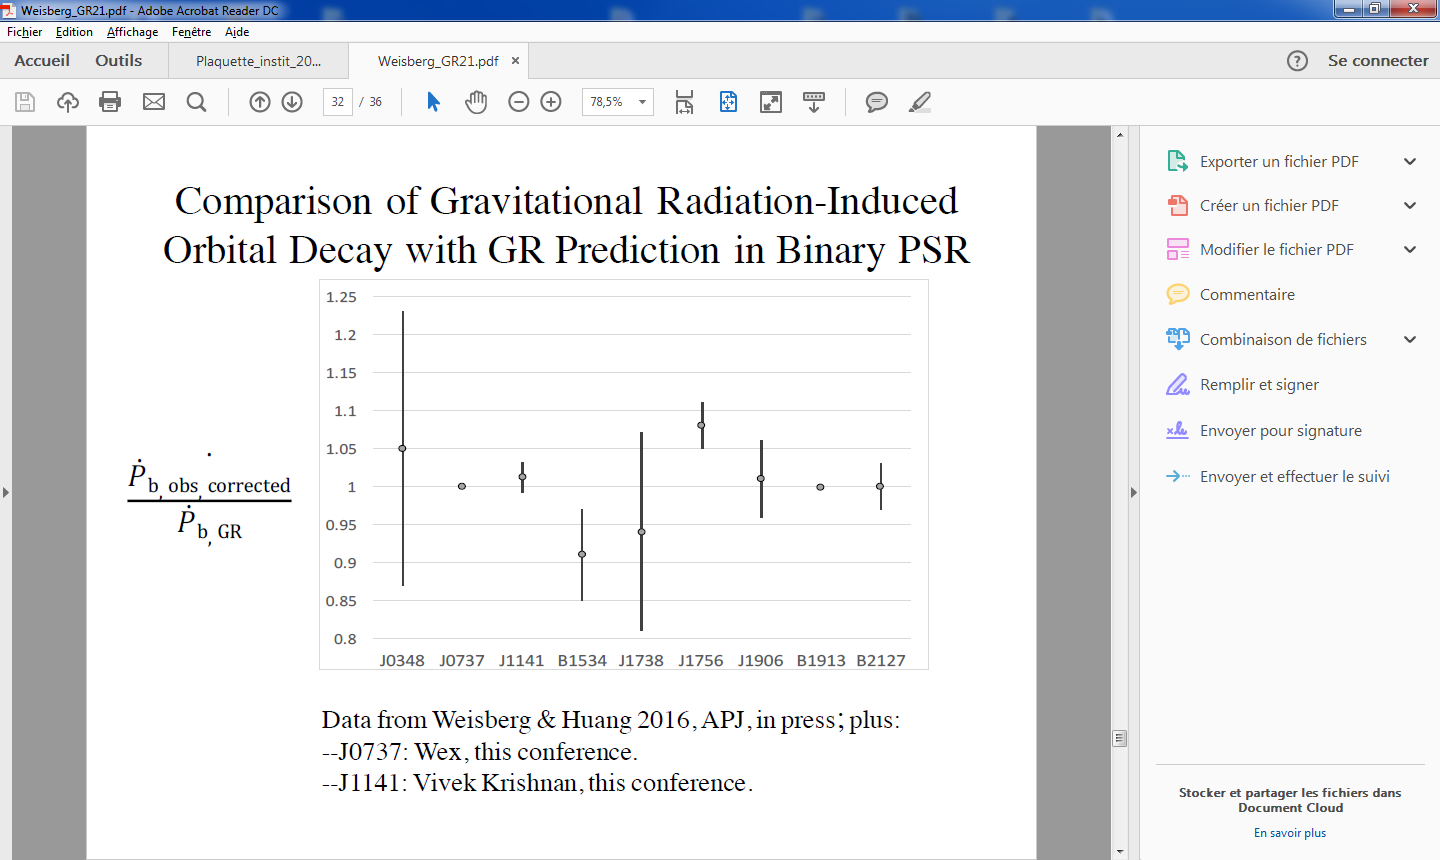 Weisberg_GR21.pdf - Adobe Acrobat Reader DC
Fichier Edition Affichage Fenêtre Aide
Accueil Outils Plaquette_instit_20... Weisberg_GR21.pdf × ? Se connecter
32 / 36 78,5%
Comparison of Gravitational Radiation-Induced
Orbital Decay with GR Prediction in Binary PSR
1.25
1.2
1.15
1.1
1.05
1
0.95
0.9
0.85
0.8
J0348 J0737 J1141 B1534 J1738 J1756 J1906 B1913 B2127
Ṗ b, obs, corrected
Ṗ b, GR
Data from Weisberg & Huang 2016, APJ, in press; plus:
--J0737: Wex, this conference.
--J1141: Vivek Krishnan, this conference.
Exporter un fichier PDF
Créer un fichier PDF
Modifier le fichier PDF
Commentaire
Combinaison de fichiers
Remplir et signer
Envoyer pour signature
Envoyer et effectuer le suivi
Stocker et partager les fichiers dans
Document Cloud
En savoir plus